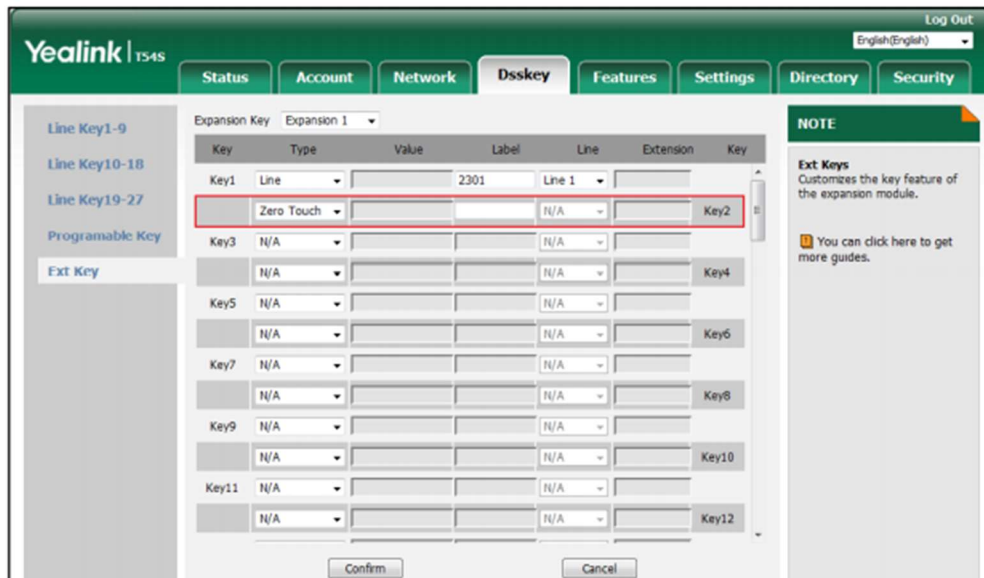 Log Out
Yealink | T54S
English(English)
Status Account Network Dsskey Features Settings Directory Security
Line Key1-9
Line Key10-18
Line Key19-27
Programable Key
Ext Key
Expansion Key Expansion 1
Key Type Value Label Line Extension Key
Key1 Line 2301 Line 1
Zero Touch N/A Key2
Key3 N/A N/A
N/A N/A Key4
Key5 N/A N/A
N/A N/A Key6
Key7 N/A N/A
N/A N/A Key8
Key9 N/A N/A
N/A N/A Key10
Key11 N/A N/A
N/A N/A Key12
Confirm Cancel
NOTE
Ext Keys
Customizes the key feature of
the expansion module.
You can click here to get
more guides.